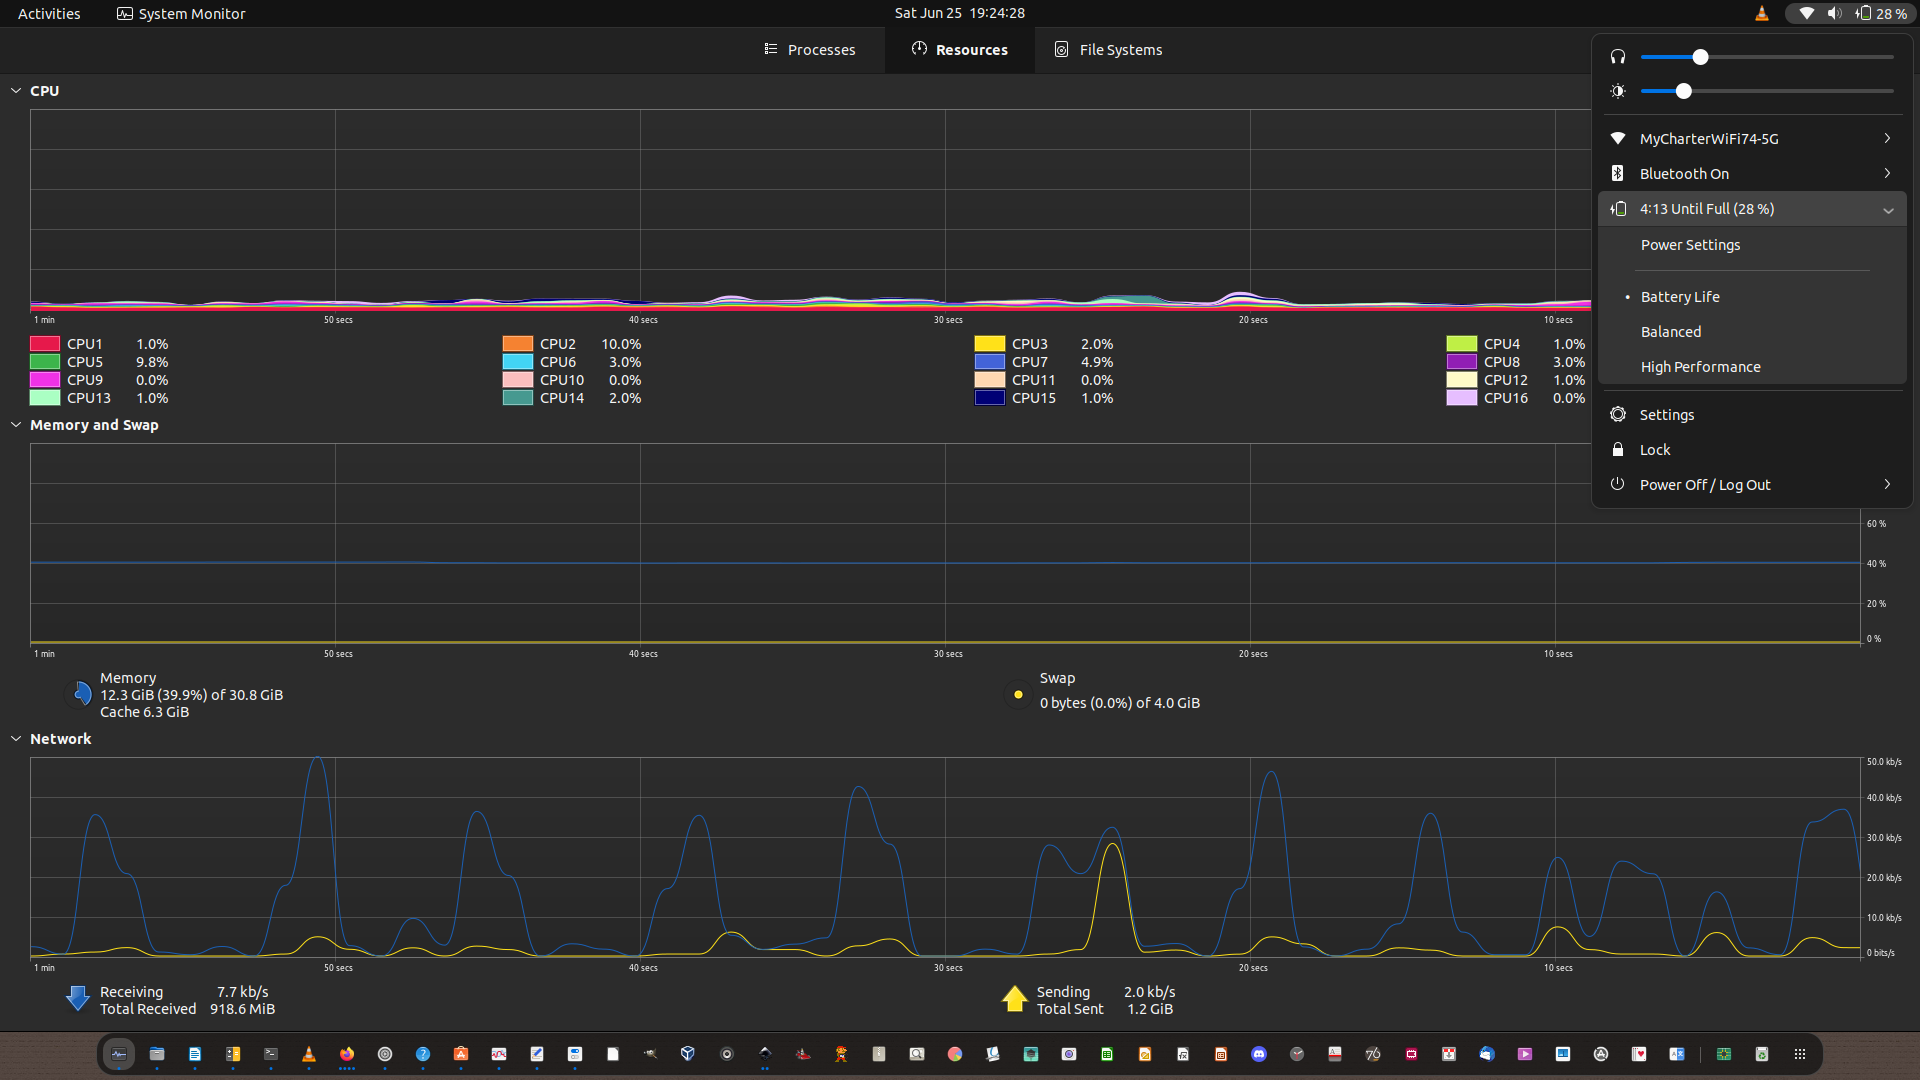 Activities
System Monitor
Sat Jun 25 19:24:28
28 %
Processes
Resources
File Systems
MyCharterWiFi74-5G
Bluetooth On
4:13 Until Full (28 %)
Power Settings
• Battery Life
Balanced
High Performance
Settings
Lock
Power Off / Log Out
CPU
1 min 50 secs 40 secs 30 secs 20 secs 10 secs
CPU1 1.0% CPU2 10.0% CPU3 2.0% CPU4 1.0%
CPU5 9.8% CPU6 3.0% CPU7 4.9% CPU8 3.0%
CPU9 0.0% CPU10 0.0% CPU11 0.0% CPU12 1.0%
CPU13 1.0% CPU14 2.0% CPU15 1.0% CPU16 0.0%
Memory and Swap
60 %
40 %
20 %
0 %
1 min 50 secs 40 secs 30 secs 20 secs 10 secs
Memory
12.3 GiB (39.9%) of 30.8 GiB
Cache 6.3 GiB
Swap
0 bytes (0.0%) of 4.0 GiB
Network
50.0 kb/s
40.0 kb/s
30.0 kb/s
20.0 kb/s
10.0 kb/s
0 bits/s
1 min 50 secs 40 secs 30 secs 20 secs 10 secs
Receiving 7.7 kb/s
Total Received 918.6 MiB
Sending 2.0 kb/s
Total Sent 1.2 GiB
76